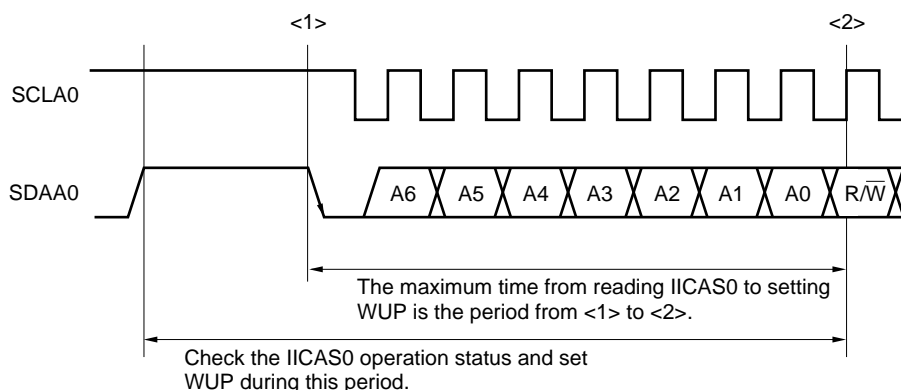 <1> <2>
SCLA0
SDAA0 A6 A5 A4 A3 A2 A1 A0 R/W̅
The maximum time from reading IICAS0 to setting
WUP is the period from <1> to <2>.
Check the IICAS0 operation status and set
WUP during this period.